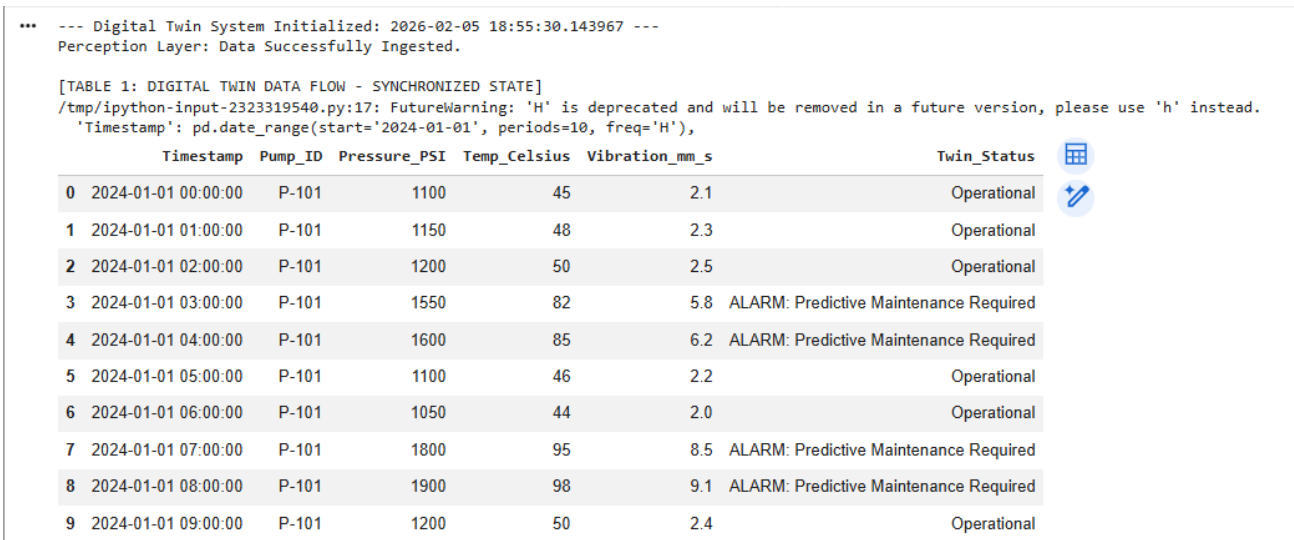 --- Digital Twin System Initialized: 2026-02-05 18:55:30.143967 ---
Perception Layer: Data Successfully Ingested.
[TABLE 1: DIGITAL TWIN DATA FLOW - SYNCHRONIZED STATE]
/tmp/ipython-input-2323319540.py:17: FutureWarning: 'H' is deprecated and will be removed in a future version, please use 'h' instead.
'Timestamp': pd.date_range(start='2024-01-01', periods=10, freq='H'),
Timestamp Pump_ID Pressure_PSI Temp_Celsius Vibration_mm_s Twin_Status
0 2024-01-01 00:00:00 P-101 1100 45 2.1 Operational
1 2024-01-01 01:00:00 P-101 1150 48 2.3 Operational
2 2024-01-01 02:00:00 P-101 1200 50 2.5 Operational
3 2024-01-01 03:00:00 P-101 1550 82 5.8 ALARM: Predictive Maintenance Required
4 2024-01-01 04:00:00 P-101 1600 85 6.2 ALARM: Predictive Maintenance Required
5 2024-01-01 05:00:00 P-101 1100 46 2.2 Operational
6 2024-01-01 06:00:00 P-101 1050 44 2.0 Operational
7 2024-01-01 07:00:00 P-101 1800 95 8.5 ALARM: Predictive Maintenance Required
8 2024-01-01 08:00:00 P-101 1900 98 9.1 ALARM: Predictive Maintenance Required
9 2024-01-01 09:00:00 P-101 1200 50 2.4 Operational